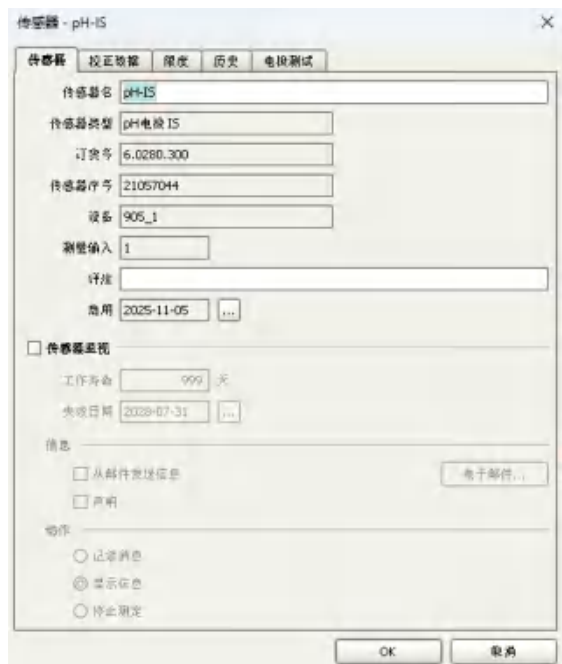 传感器 - pH-IS
传感器 校正数据 限度 历史 电极测试
传感器名 pH-IS
传感器类型 pH电极 IS
订货号 6.0280.300
传感器序号 21057044
设备 905_1
测量输入 1
评注
启用 2025-11-05 ...
传感器监视
工作寿命 999 天
失效日期 2028-07-31 ...
信息
从邮件发送信息 电子邮件...
声响
动作
记录消息
显示信息
停止测定
OK 取消